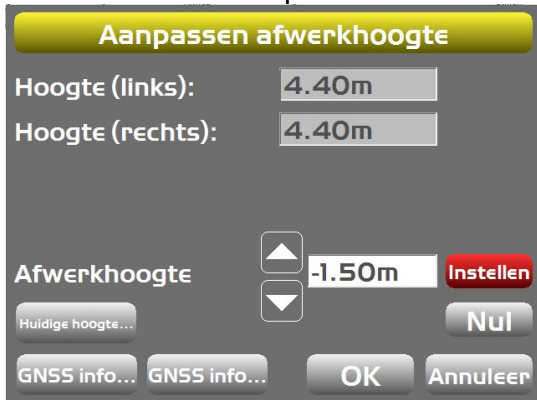 Aanpassen afwerkhoogte
Hoogte (links): 4.40m
Hoogte (rechts): 4.40m
Afwerkhoogte -1.50m Instellen
Huidige hoogte... Nul
GNSS info... GNSS info... OK Annuleer